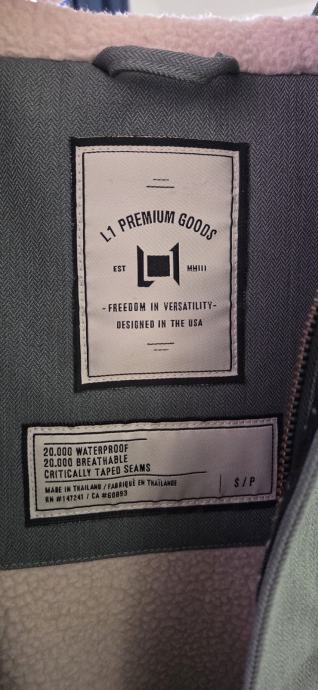 L1 PREMIUM GOODS
EST MMIII
-FREEDOM IN VERSATILITY-
DESIGNED IN THE USA
20.000 WATERPROOF
20.000 BREATHABLE
CRITICALLY TAPED SEAMS
MADE IN THAILAND / FABRIQUÉ EN THAÏLANDE
RN #147241 / CA #60893
S / P